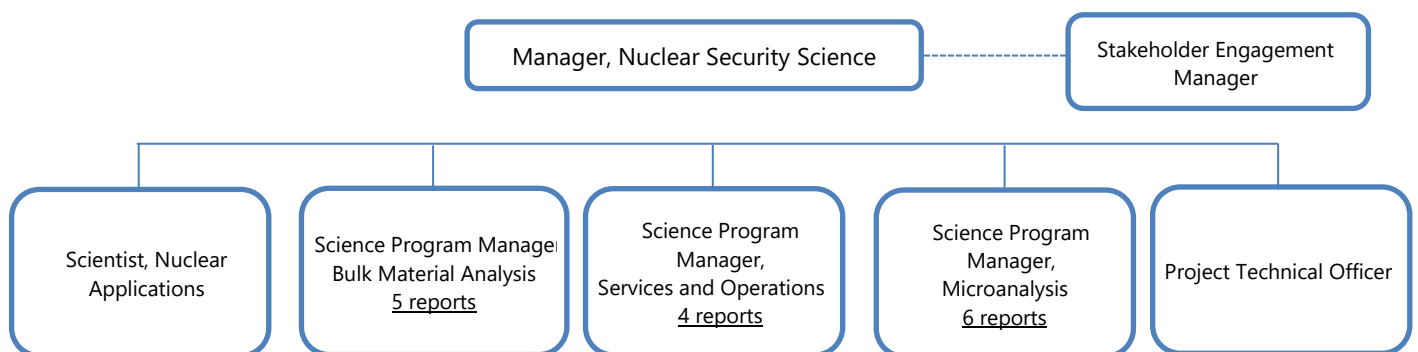 Manager, Nuclear Security Science
Stakeholder Engagement
Manager
Scientist, Nuclear
Applications
Science Program Manager
Bulk Material Analysis
5 reports
Science Program
Manager,
Services and Operations
4 reports
Science Program
Manager,
Microanalysis
6 reports
Project Technical Officer